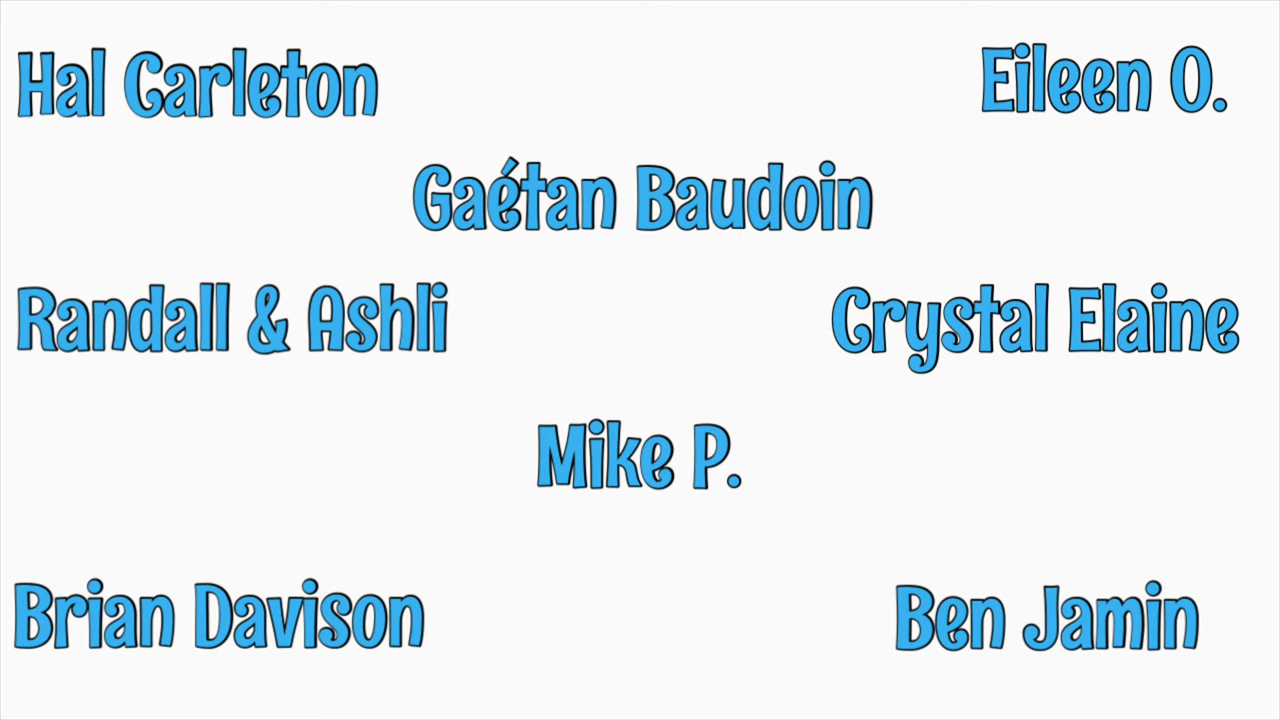 Hal Carleton
Eileen O.
Gaétan Baudoin
Randall & Ashli
Crystal Elaine
Mike P.
Brian Davison
Ben Jamin